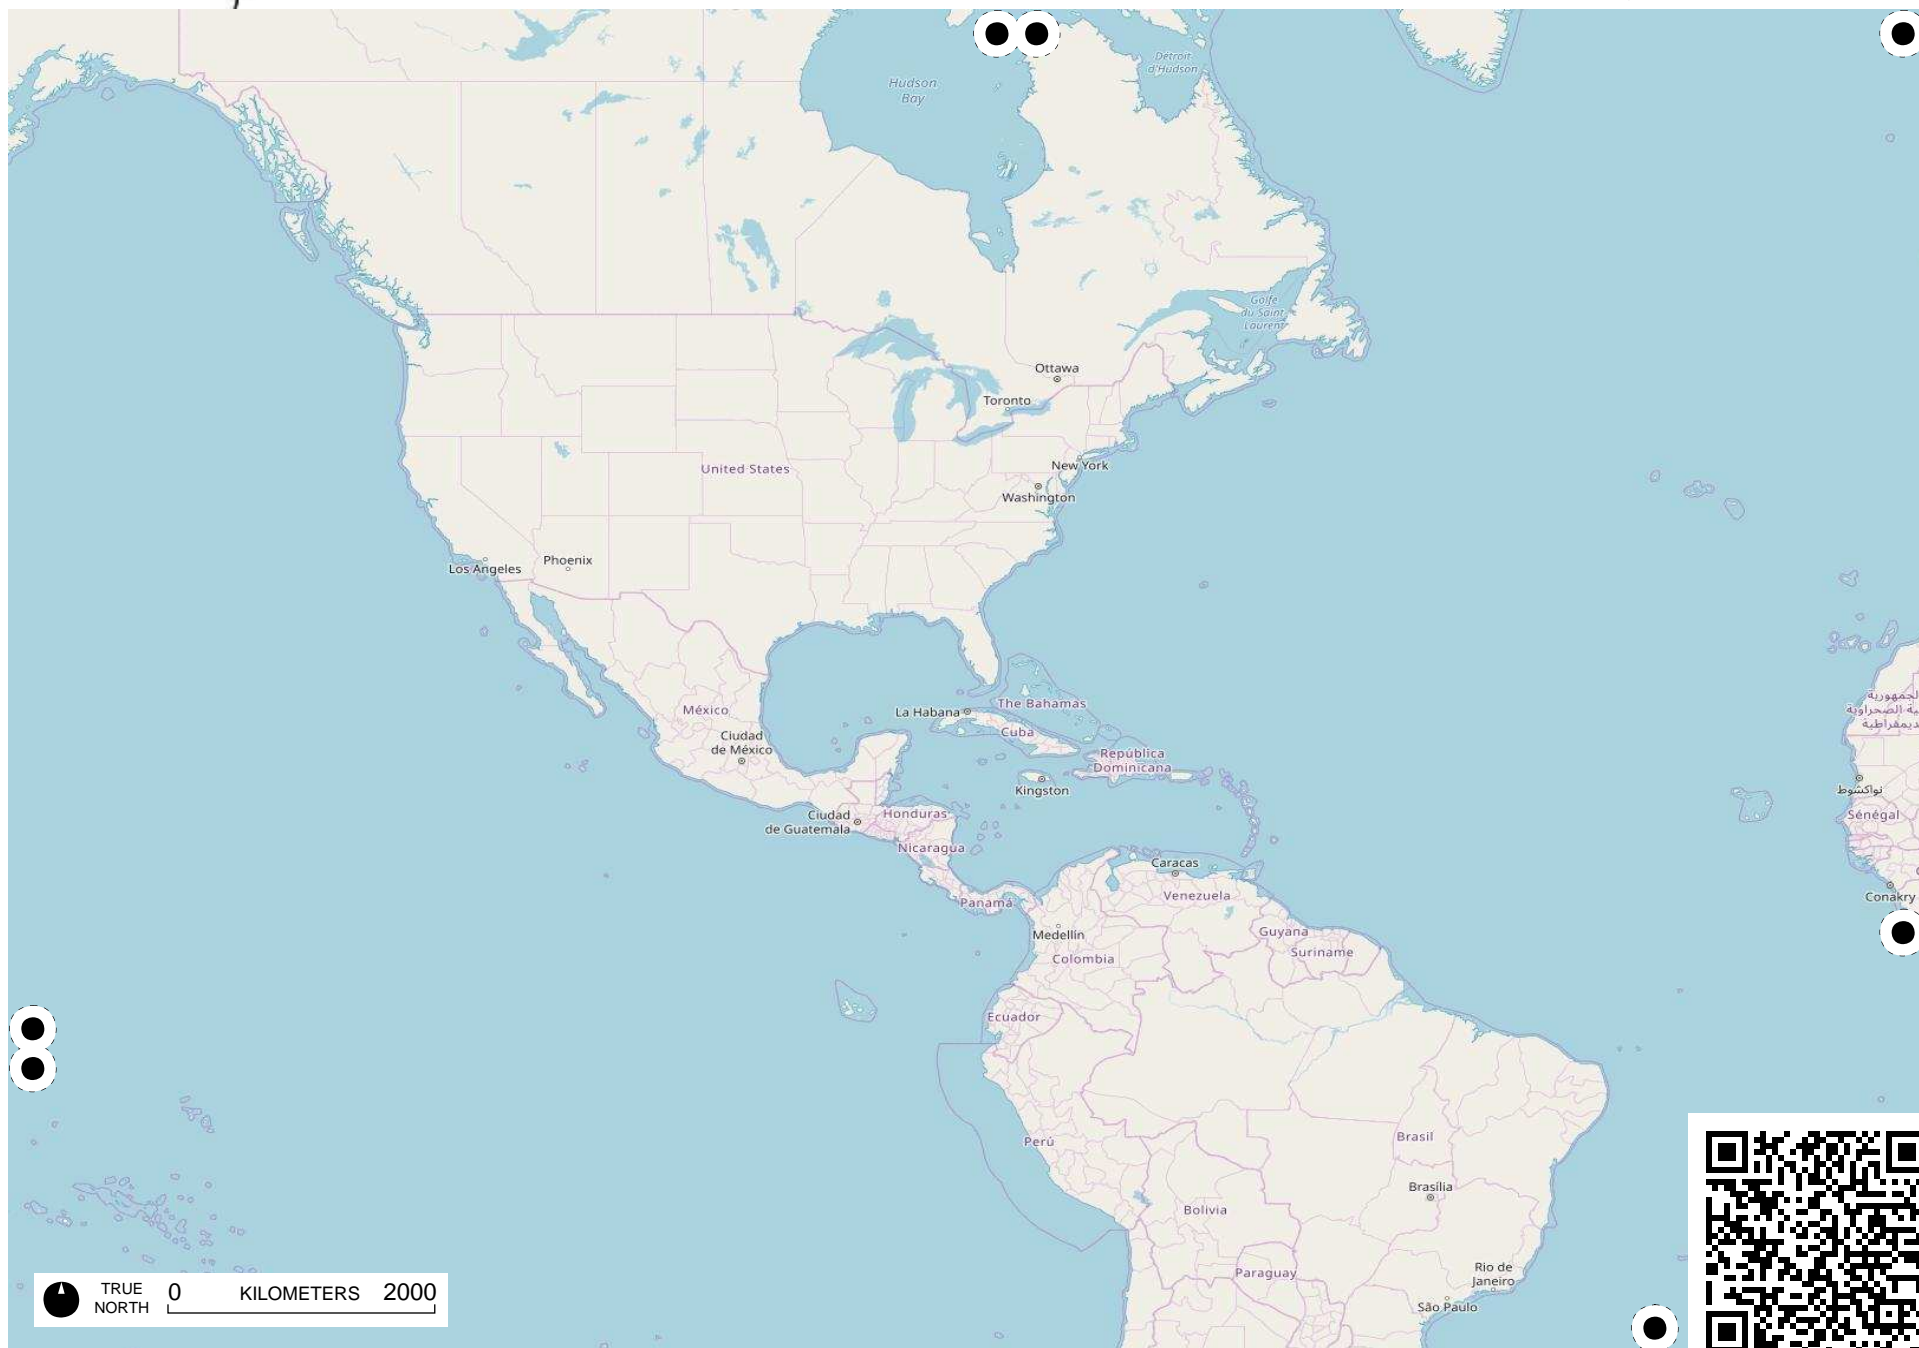 Hudson
Bay
Détroit
d'Hudson
Golfe
du Saint
Laurent
Ottawa
Toronto
United States
New York
Washington
Los Angeles
Phoenix
México
Ciudad
de México
La Habana
The Bahamas
Cuba
República
Dominicana
Kingston
Ciudad
de Guatemala
Honduras
Nicaragua
نواكشوط
Sénégal
Caracas
Venezuela
Panamá
Conakry
Medellín
Colombia
Guyana
Suriname
Ecuador
Perú
Brasil
Brasília
Bolivia
Paraguay
Rio de
Janeiro
São Paulo
TRUE
NORTH
0 KILOMETERS 2000